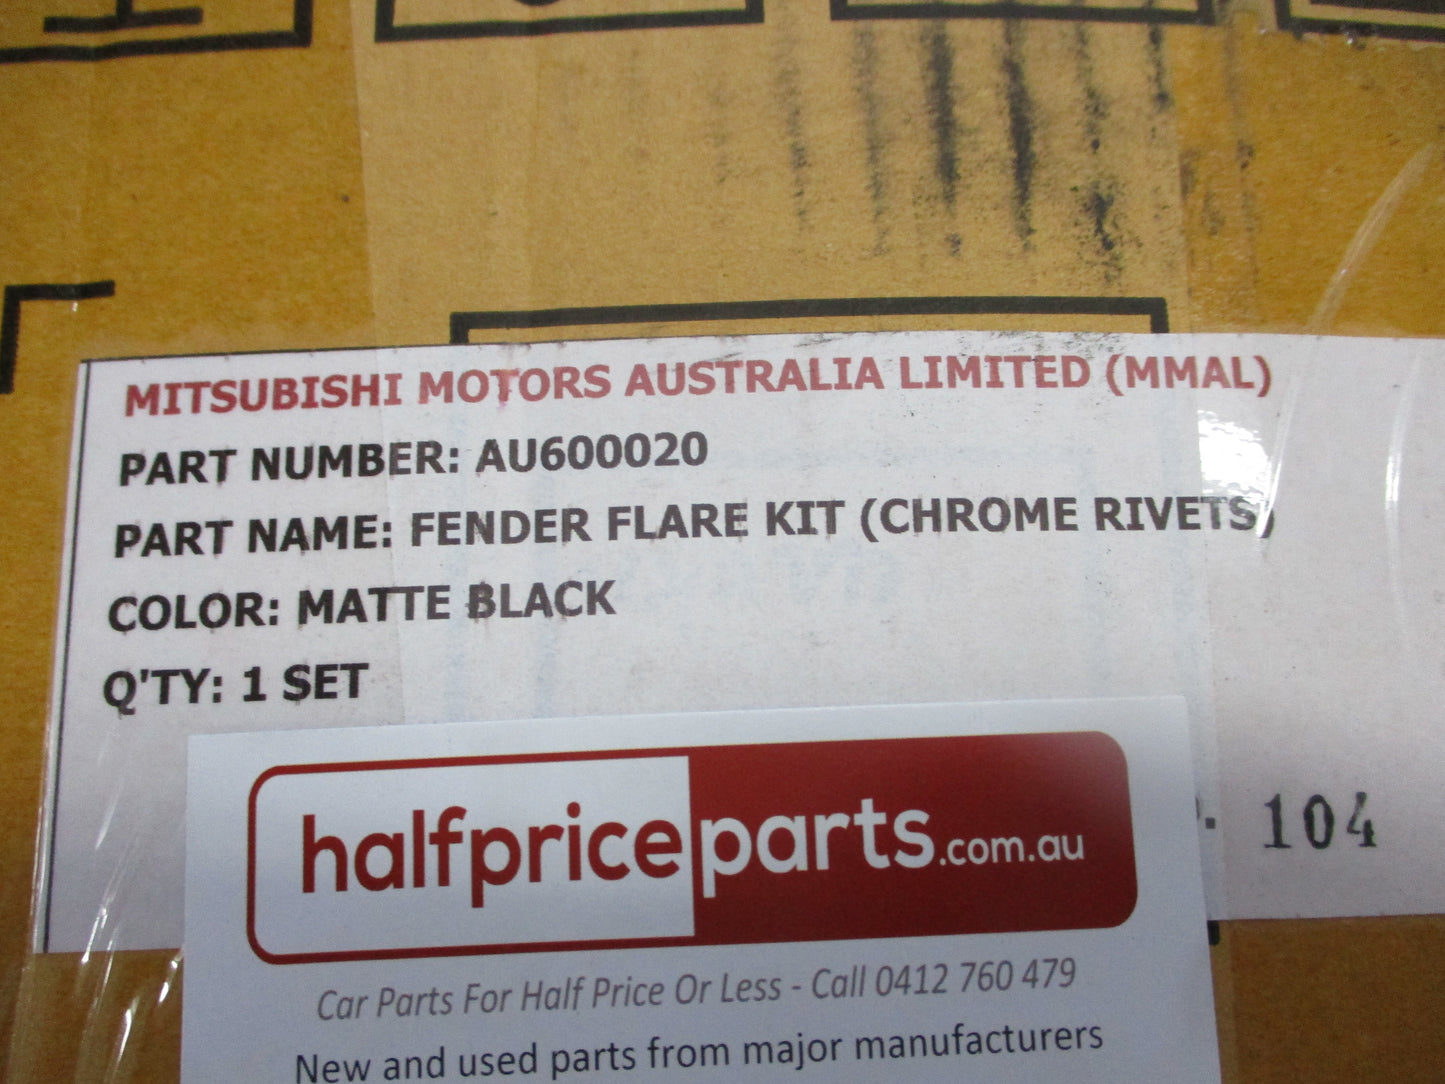 MITSUBISHI MOTORS AUSTRALIA LIMITED (MMAL)
PART NUMBER: AU600020
PART NAME: FENDER FLARE KIT (CHROME RIVETS)
COLOR: MATTE BLACK
Q'TY: 1 SET
104
halfpriceparts.com.au
Car Parts For Half Price Or Less - Call 0412 760 479
New and used parts from major manufacturers